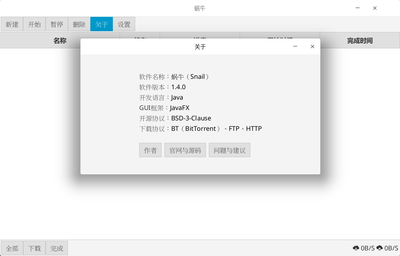 蜗牛
新建 开始 暂停 删除 关于 设置
名称 完成时间
关于
软件名称：蜗牛（Snail）
软件版本：1.4.0
开发语言：Java
GUI框架：JavaFX
开源协议：BSD-3-Clause
下载协议：BT（BitTorrent）、FTP、HTTP
作者 官网与源码 问题与建议
全部 下载 完成 0B/S 0B/S